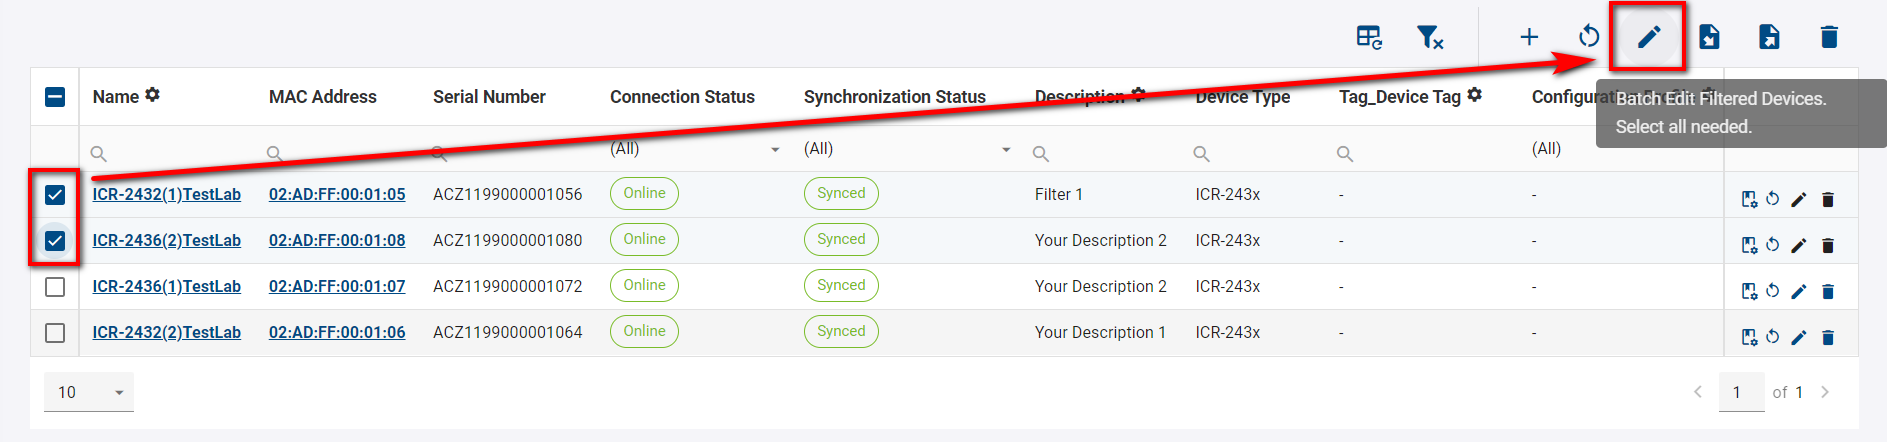 Batch Edit Filtered Devices.
Select all needed.
Name MAC Address Serial Number Connection Status Synchronization Status Description Device Type Tag_Device Tag
(All) (All) (All)
ICR-2432(1)TestLab 02:AD:FF:00:01:05 ACZ1199000001056 Online Synced Filter 1 ICR-243x - -
ICR-2436(2)TestLab 02:AD:FF:00:01:08 ACZ1199000001080 Online Synced Your Description 2 ICR-243x - -
ICR-2436(1)TestLab 02:AD:FF:00:01:07 ACZ1199000001072 Online Synced Your Description 2 ICR-243x - -
ICR-2432(2)TestLab 02:AD:FF:00:01:06 ACZ1199000001064 Online Synced Your Description 1 ICR-243x - -
10 1 of 1